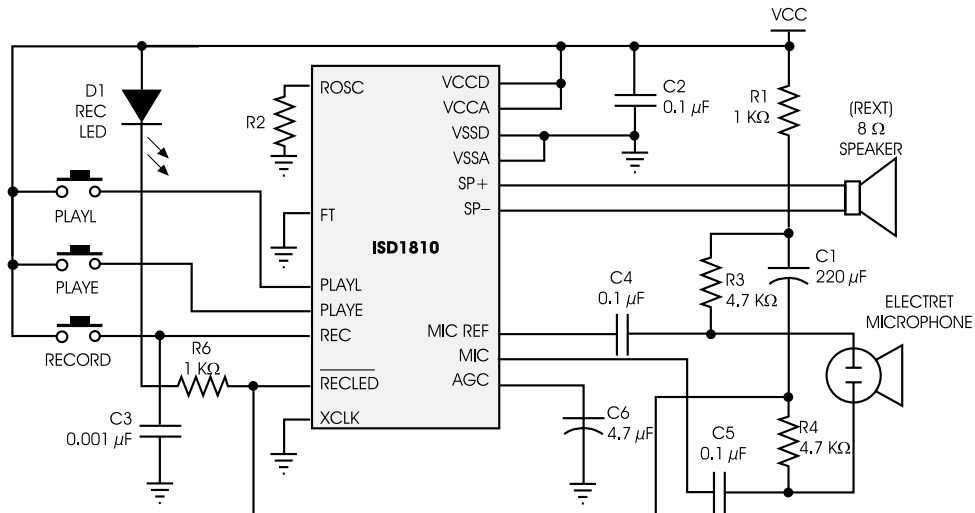 VCC
D1
REC
LED
R2
ROSC
FT
ISD1810
PLAYL
PLAYE
REC
RECLED
XCLK
VCCD
VCCA
VSSD
VSSA
SP+
SP–
MIC REF
MIC
AGC
C2
0.1 µF
R1
1 KΩ
(REXT)
8 Ω
SPEAKER
PLAYL
PLAYE
RECORD
R6
1 KΩ
C3
0.001 µF
C4
0.1 µF
R3
4.7 KΩ
C1
220 µF
ELECTRET
MICROPHONE
C6
4.7 µF
C5
0.1 µF
R4
4.7 KΩ